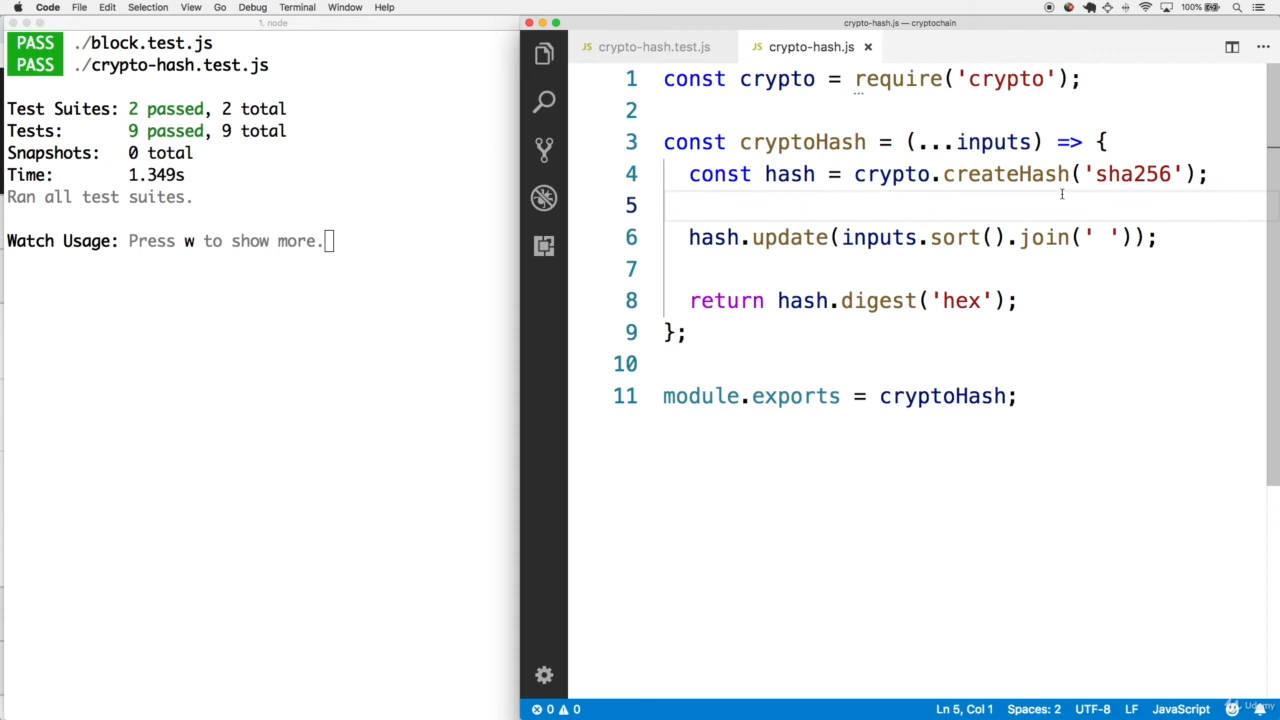 Code File Edit Selection View Go Debug Terminal Window Help 100%
1. node
PASS ./block.test.js
PASS ./crypto-hash.test.js
Test Suites: 2 passed, 2 total
Tests: 9 passed, 9 total
Snapshots: 0 total
Time: 1.349s
Ran all test suites.
Watch Usage: Press w to show more.
crypto-hash.js — cryptochain
JS crypto-hash.test.js JS crypto-hash.js ×
1 const crypto = require('crypto');
2
3 const cryptoHash = (...inputs) => {
4 const hash = crypto.createHash('sha256');
5
6 hash.update(inputs.sort().join(' '));
7
8 return hash.digest('hex');
9 };
10
11 module.exports = cryptoHash;
0 0 Ln 5, Col 1 Spaces: 2 UTF-8 LF JavaScript
Udemy